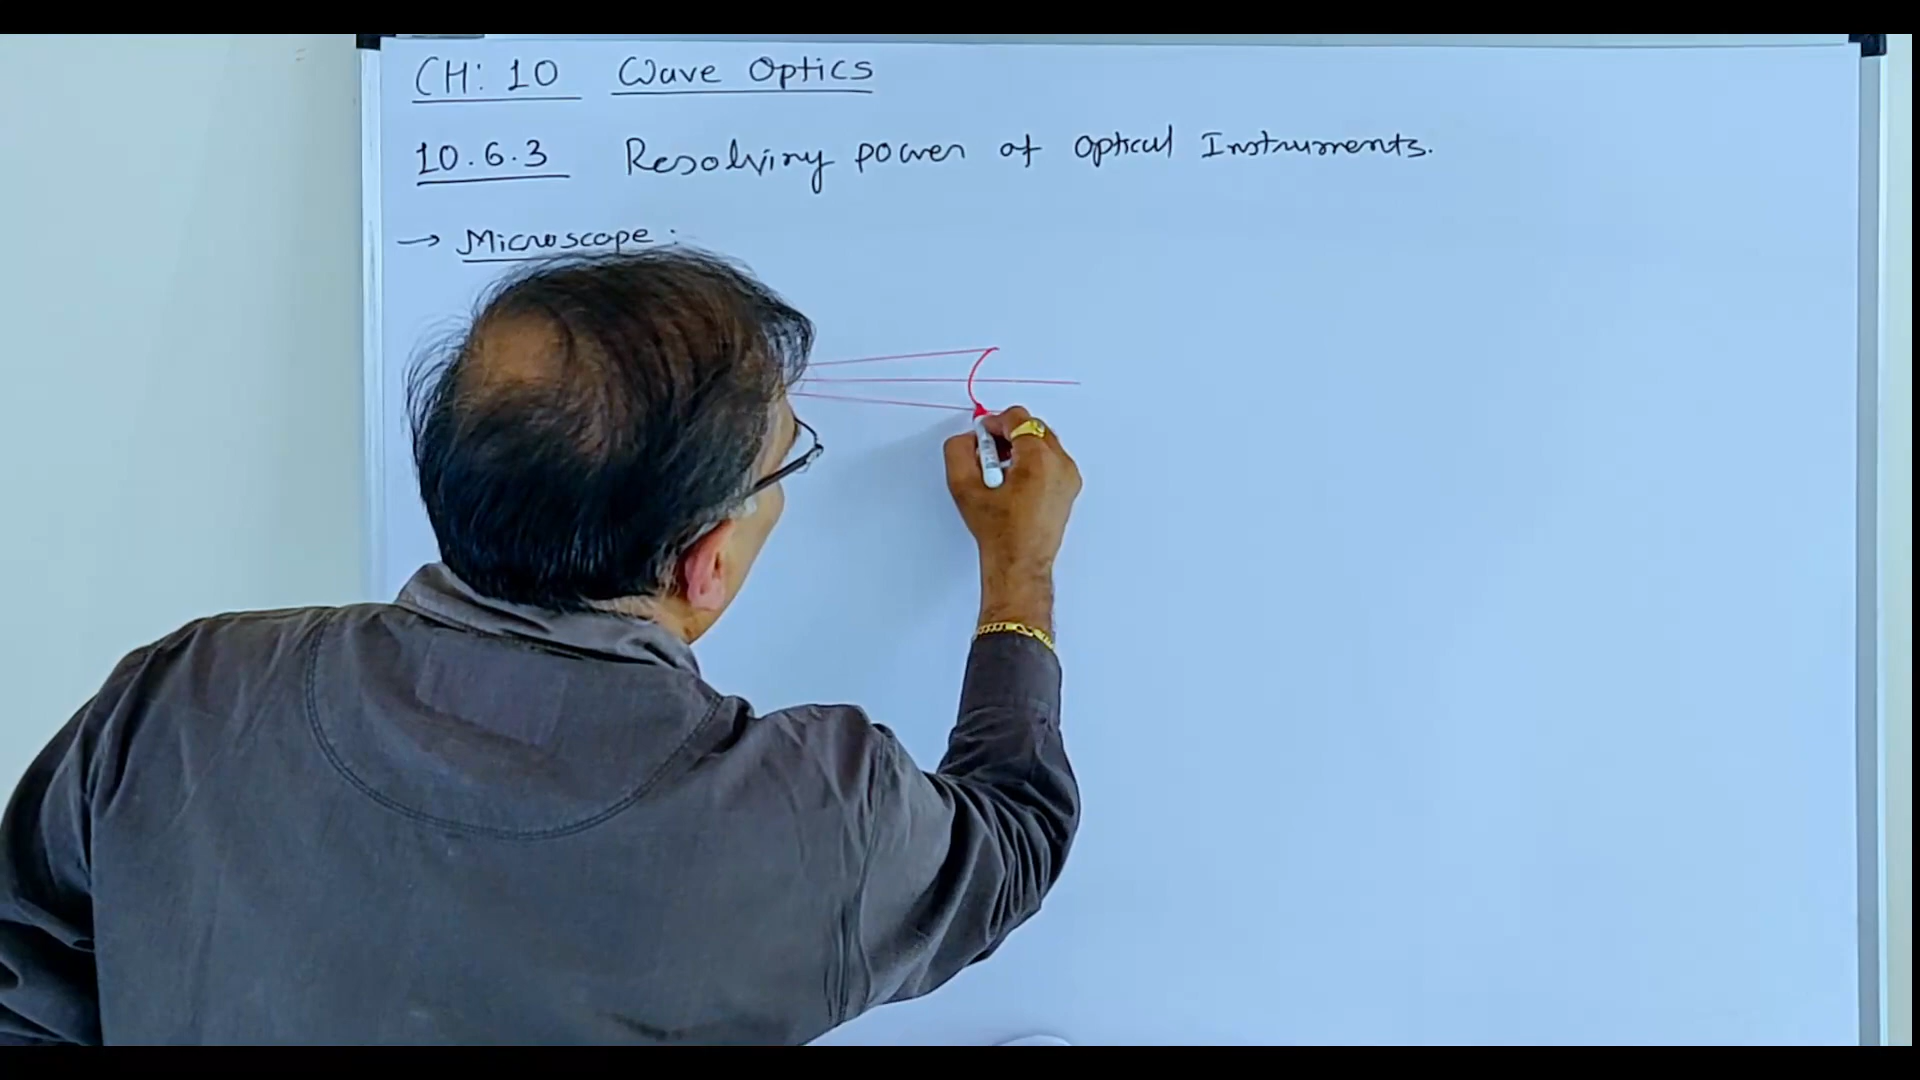 CH: 10 Wave Optics
10.6.3 Resolving power of Optical Instruments.
→ Microscope :